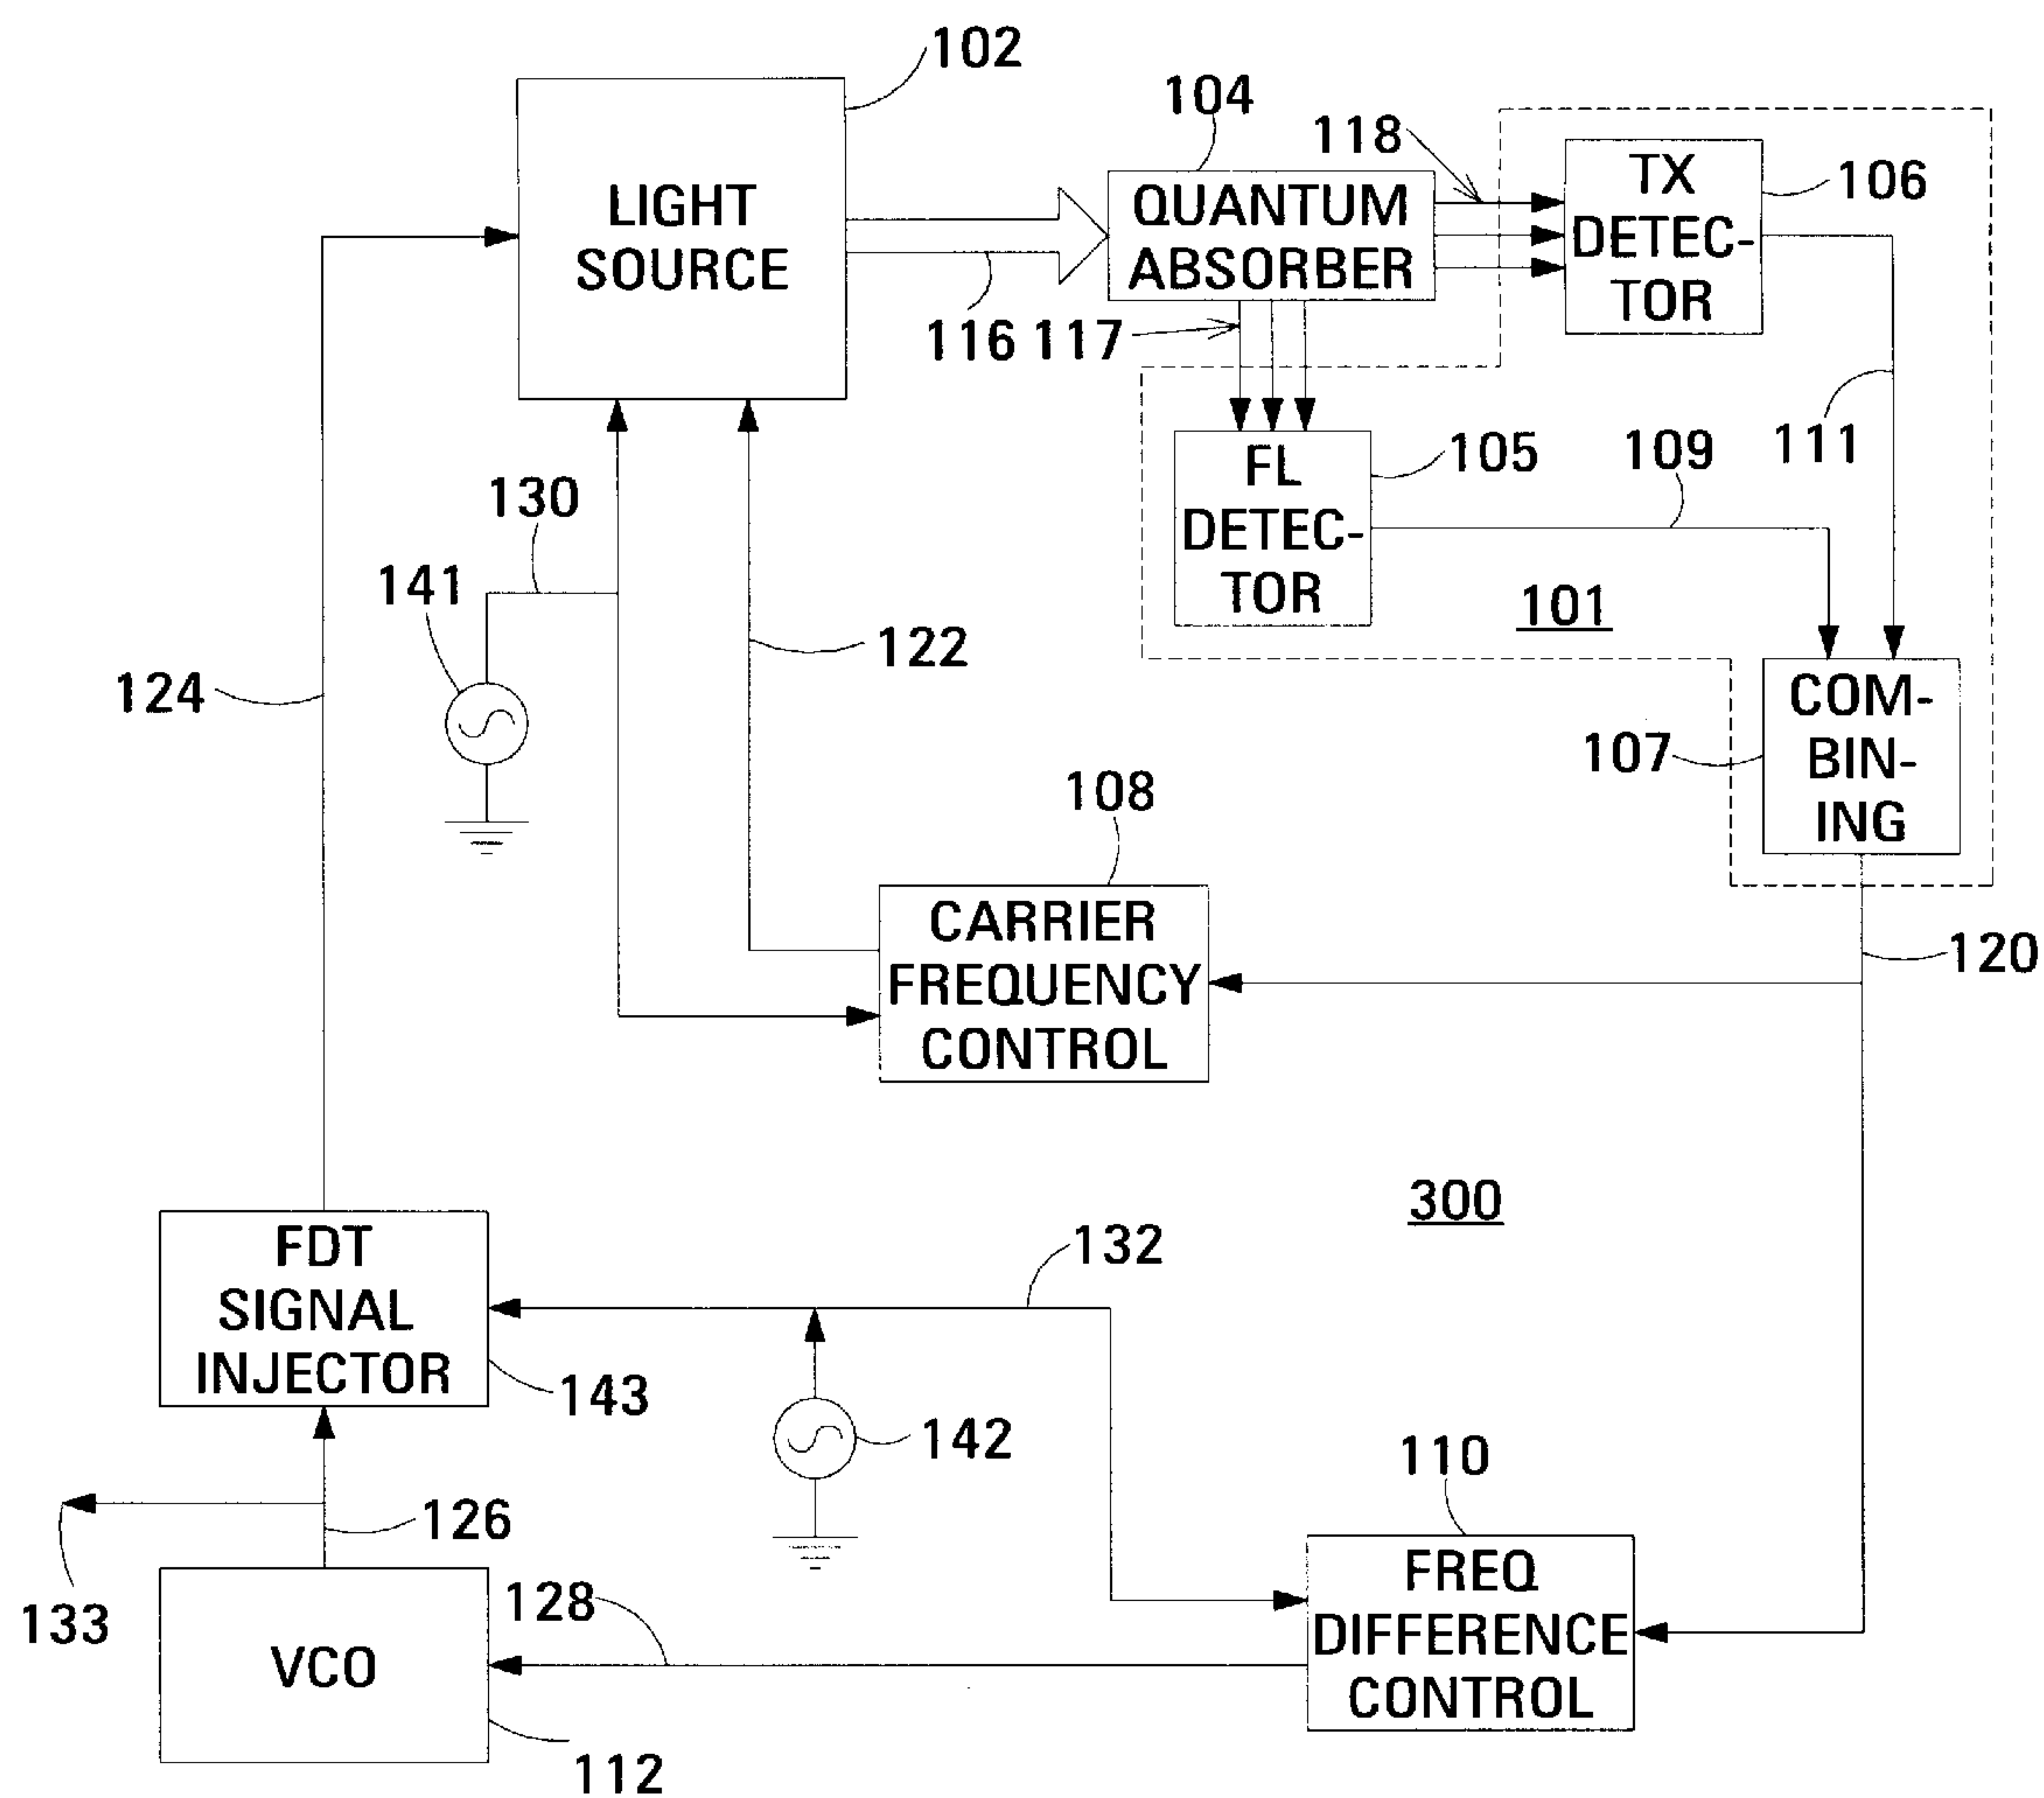 102
104
118
LIGHT
SOURCE
QUANTUM
ABSORBER
TX
DETEC-
TOR
106
116
117
111
130
FL
DETEC-
TOR
105
109
141
101
122
124
COM-
BIN-
ING
107
108
CARRIER
FREQUENCY
CONTROL
120
300
FDT
SIGNAL
INJECTOR
132
143
142
110
126
133
128
FREQ
DIFFERENCE
CONTROL
VCO
112